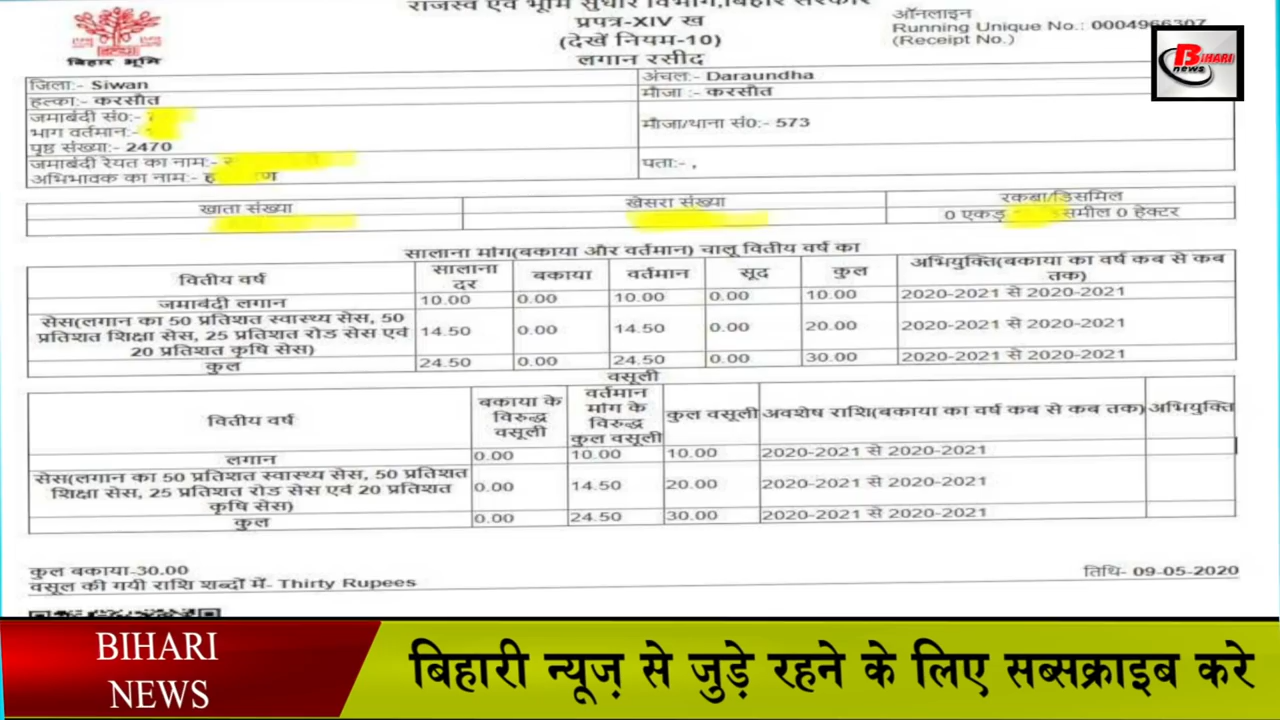 राजस्व एवं भूमि सुधार विभाग,बिहार सरकार
प्रपत्र-XIV ख
(देखें नियम-10)
लगान रसीद
बिहार भूमि
ऑनलाइन
Running Unique No.: 0004966307
(Receipt No.)
BIHARI
news
जिला:- Siwan
अंचल:- Daraundha
हल्का:- करसौत
मौजा :- करसौत
जमाबंदी सं0:-
भाग वर्तमान:-
मौजा/थाना सं0:- 573
पृष्ठ संख्या:- 2470
जमाबंदी रैयत का नाम:-
पता:- ,
अभिभावक का नाम:-
खाता संख्या
खेसरा संख्या
रकबा/डिसमिल
0 एकड़ समील 0 हेक्टर
सालाना मांग(बकाया और वर्तमान) चालू वितीय वर्ष का
वितीय वर्ष
सालाना
दर
बकाया
वर्तमान
सूद
कुल
अभियुक्ति(बकाया का वर्ष कब से कब
तक)
जमाबंदी लगान 10.00 0.00 10.00 0.00 10.00 2020-2021 से 2020-2021
सेस(लगान का 50 प्रतिशत स्वास्थ्य सेस, 50
प्रतिशत शिक्षा सेस, 25 प्रतिशत रोड सेस एवं
20 प्रतिशत कृषि सेस)
14.50 0.00 14.50 0.00 20.00 2020-2021 से 2020-2021
कुल 24.50 0.00 24.50 0.00 30.00 2020-2021 से 2020-2021
वसूली
वितीय वर्ष
बकाया के
विरुद्ध
वसूली
वर्तमान
मांग के
विरुद्ध
कुल वसूली
कुल वसूली
अवशेष राशि(बकाया का वर्ष कब से कब तक)
अभियुक्ति
लगान 0.00 10.00 10.00 2020-2021 से 2020-2021
सेस(लगान का 50 प्रतिशत स्वास्थ्य सेस, 50 प्रतिशत
शिक्षा सेस, 25 प्रतिशत रोड सेस एवं 20 प्रतिशत
कृषि सेस)
0.00 14.50 20.00 2020-2021 से 2020-2021
कुल 0.00 24.50 30.00 2020-2021 से 2020-2021
कुल बकाया-30.00
वसूल की गयी राशि शब्दों में- Thirty Rupees
तिथि- 09-05-2020
BIHARI
NEWS
बिहारी न्यूज़ से जुड़े रहने के लिए सब्सक्राइब करे